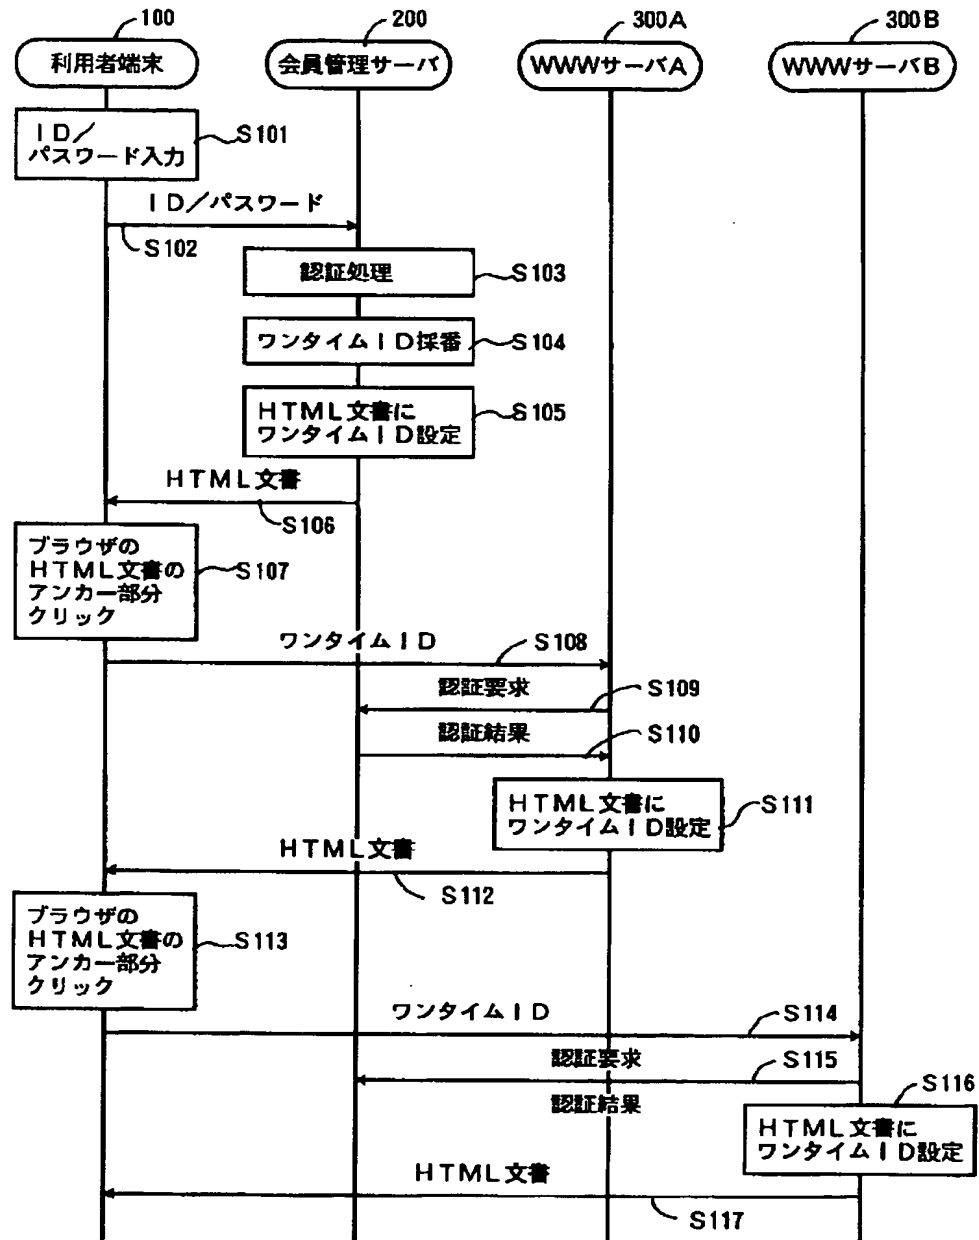 100
200
300A
300B
利用者端末
会員管理サーバ
WWWサーバA
WWWサーバB
ID/
パスワード入力
S101
ID/パスワード
S102
認証処理
S103
ワンタイムID採番
S104
HTML文書に
ワンタイムID設定
S105
HTML文書
S106
ブラウザの
HTML文書の
アンカー部分
クリック
S107
ワンタイムID
S108
認証要求
S109
認証結果
S110
HTML文書に
ワンタイムID設定
S111
HTML文書
S112
ブラウザの
HTML文書の
アンカー部分
クリック
S113
ワンタイムID
S114
認証要求
S115
認証結果
S116
HTML文書に
ワンタイムID設定
HTML文書
S117